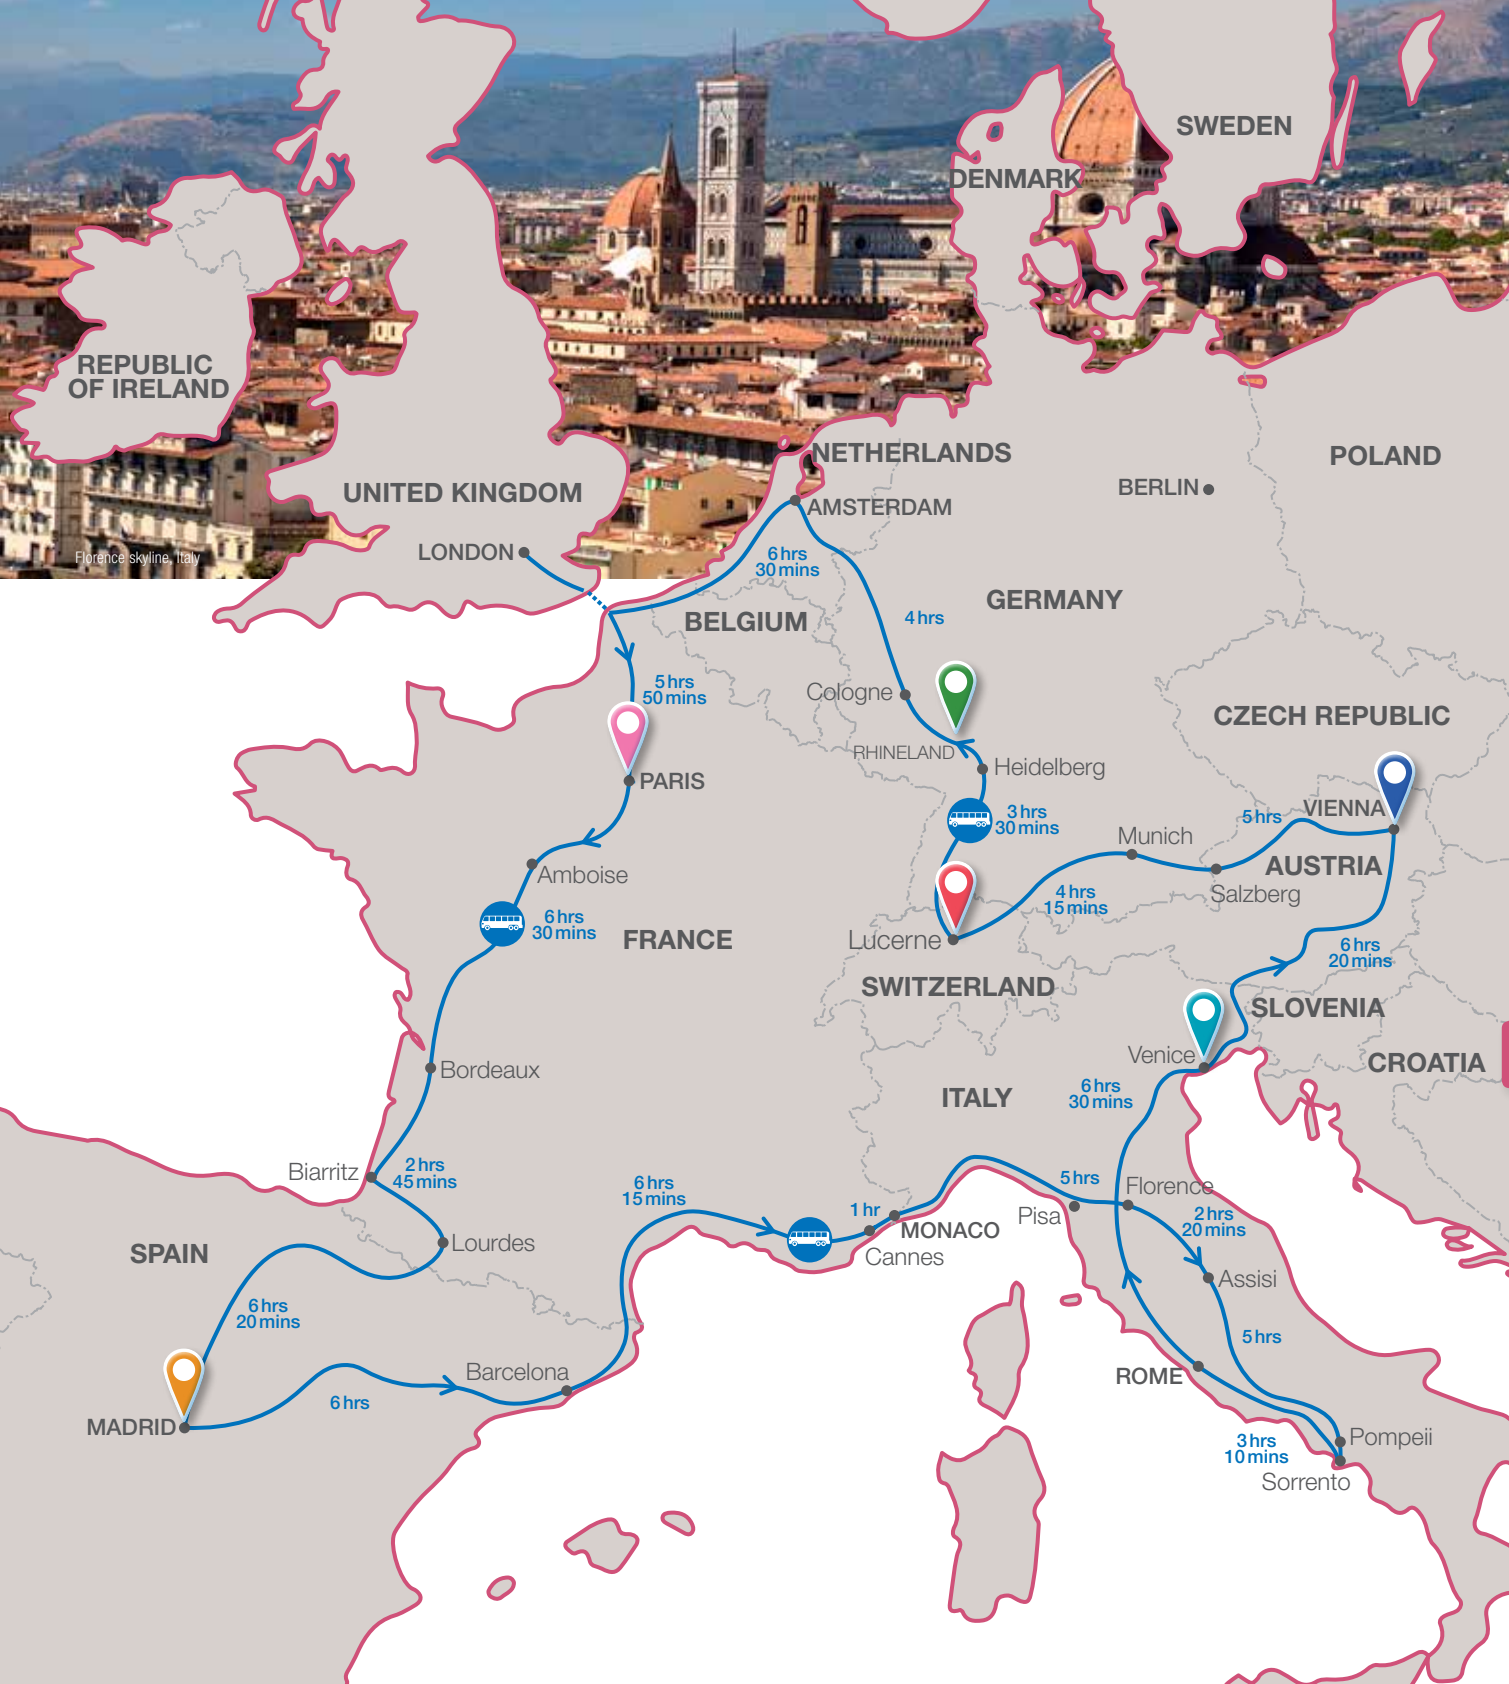 SWEDEN
DENMARK
REPUBLIC
OF IRELAND
NETHERLANDS
POLAND
UNITED KINGDOM
BERLIN
AMSTERDAM
Florence skyline, Italy
LONDON
6 hrs
30 mins
GERMANY
BELGIUM
4 hrs
5 hrs
50 mins
Cologne
CZECH REPUBLIC
RHINELAND
Heidelberg
PARIS
VIENNA
3 hrs
30 mins
5 hrs
Munich
AUSTRIA
Amboise
Salzberg
4 hrs
15 mins
6 hrs
30 mins
FRANCE
Lucerne
6 hrs
20 mins
SWITZERLAND
SLOVENIA
Venice
CROATIA
Bordeaux
ITALY
6 hrs
30 mins
Biarritz
2 hrs
45 mins
6 hrs
15 mins
5 hrs
Florence
1 hr
Pisa
2 hrs
20 mins
MONACO
Lourdes
SPAIN
Cannes
Assisi
6 hrs
20 mins
5 hrs
Barcelona
ROME
6 hrs
MADRID
Pompeii
3 hrs
10 mins
Sorrento